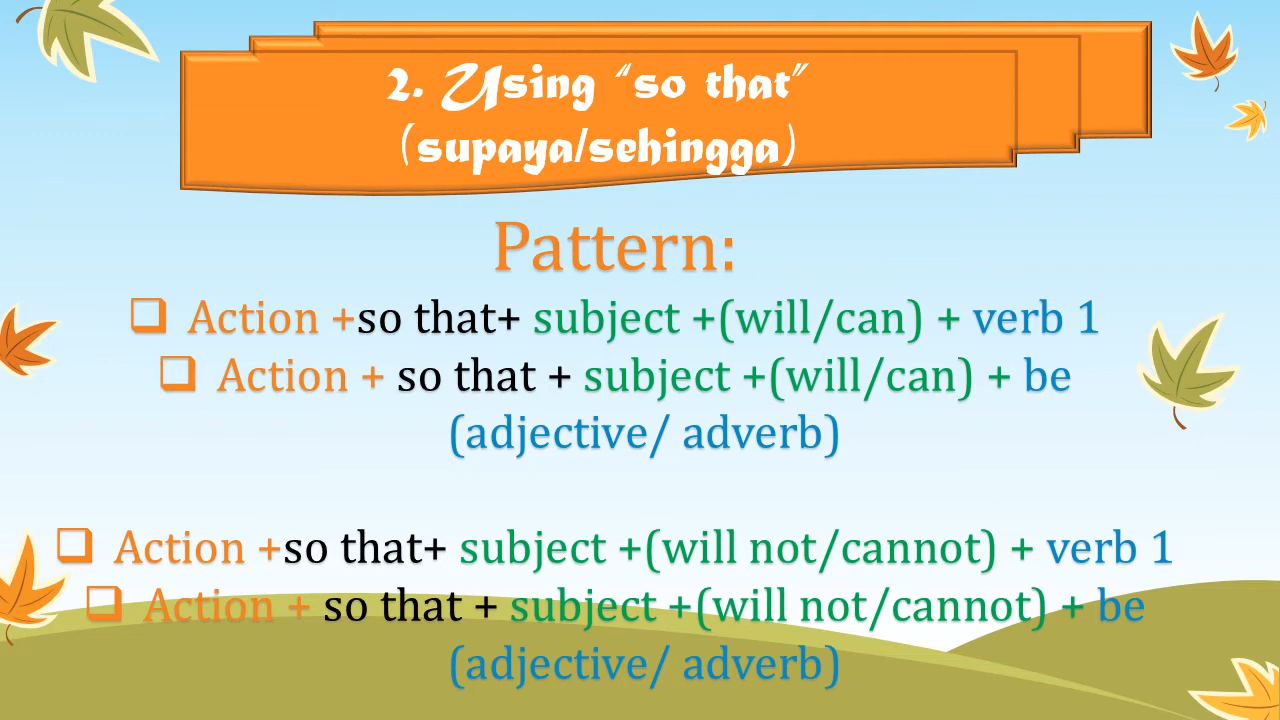 2. Using “so that”
(supaya/sehingga)
Pattern:
❑ Action +so that+ subject +(will/can) + verb 1
❑ Action + so that + subject +(will/can) + be
(adjective/ adverb)
❑ Action +so that+ subject +(will not/cannot) + verb 1
❑ Action + so that + subject +(will not/cannot) + be
(adjective/ adverb)